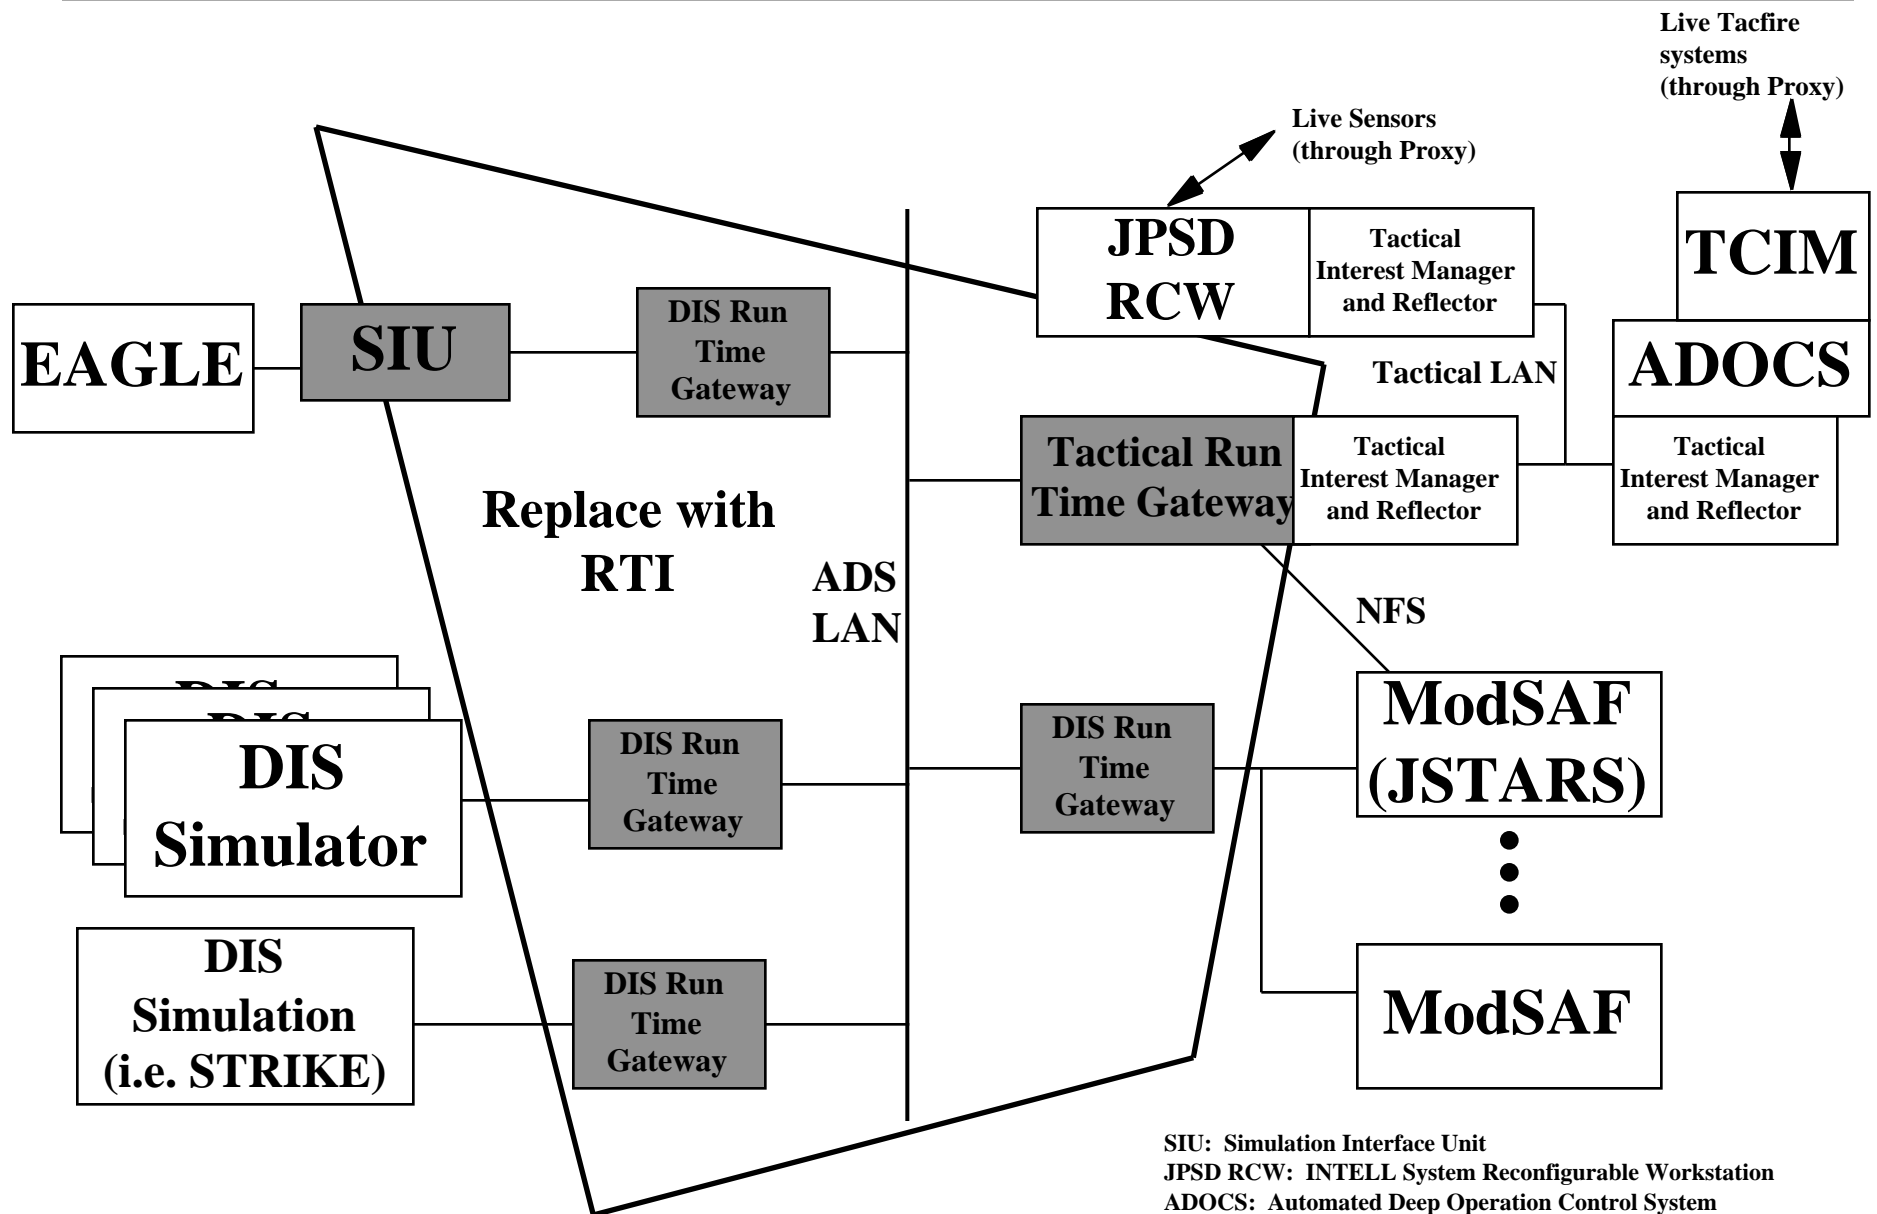 Live Tacfire
systems
(through Proxy)
Live Sensors
(through Proxy)
JPSD
RCW
Tactical
Interest Manager
and Reflector
TCIM
EAGLE
SIU
DIS Run
Time
Gateway
Tactical LAN
ADOCS
Tactical Run
Time Gateway
Tactical
Interest Manager
and Reflector
Tactical
Interest Manager
and Reflector
Replace with
RTI
ADS
LAN
NFS
DIS
DIS
DIS
Simulator
DIS Run
Time
Gateway
DIS Run
Time
Gateway
ModSAF
(JSTARS)
DIS
Simulation
(i.e. STRIKE)
DIS Run
Time
Gateway
ModSAF
SIU: Simulation Interface Unit
JPSD RCW: INTELL System Reconfigurable Workstation
ADOCS: Automated Deep Operation Control System